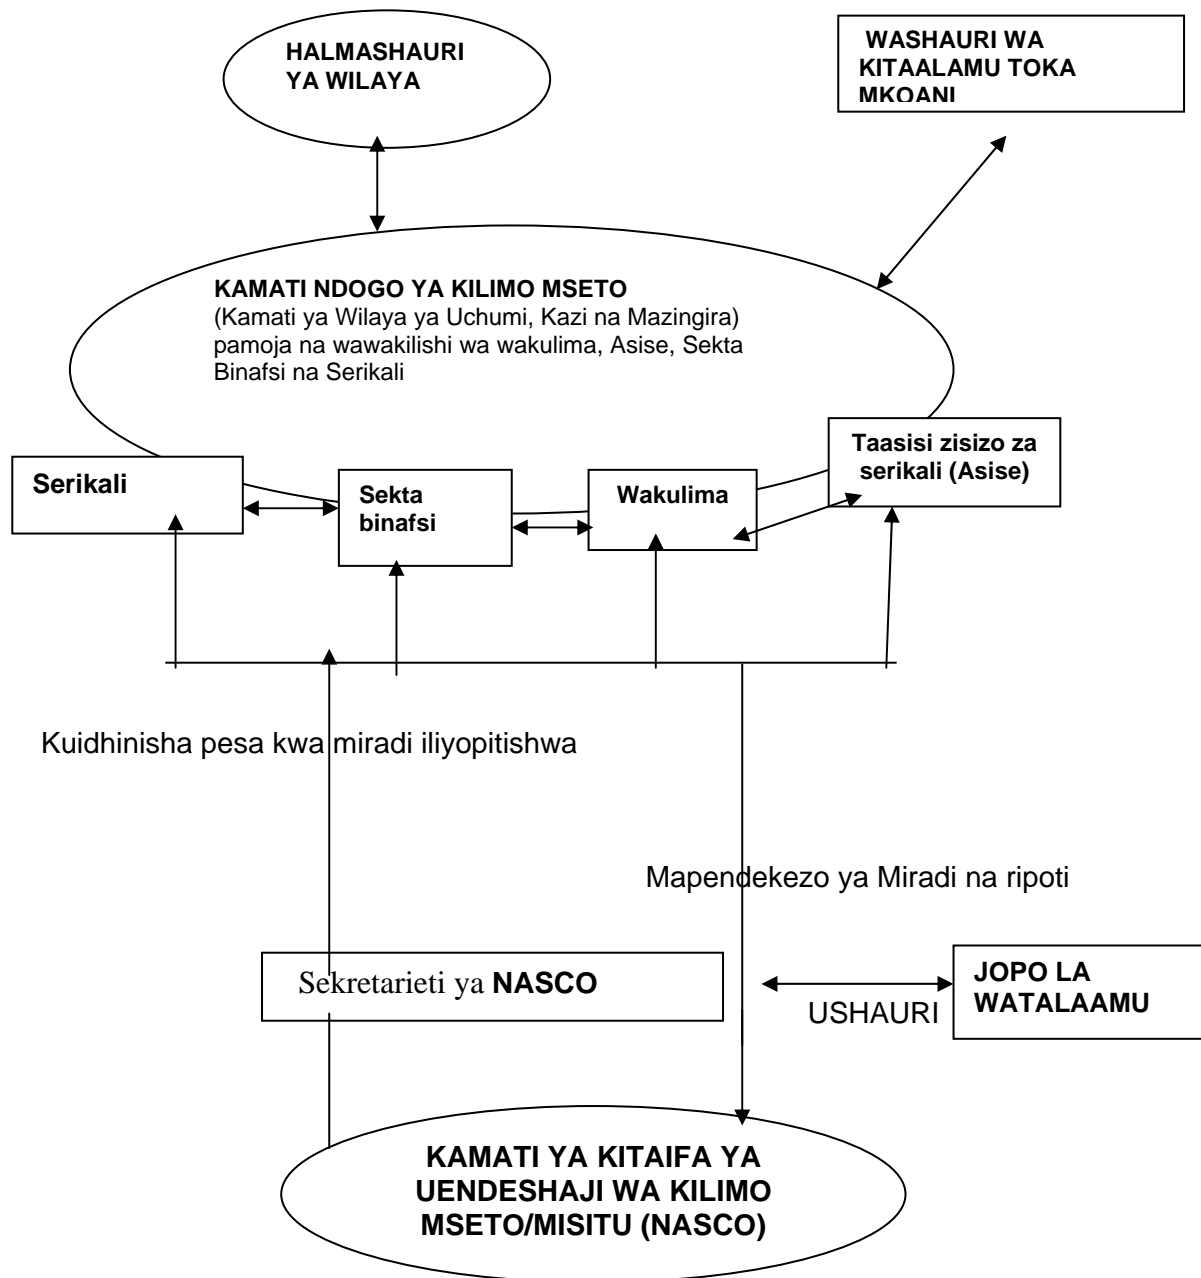 HALMASHAURI
YA WILAYA
WASHAURI WA
KITAALAMU TOKA
MKOANI
KAMATI NDOGO YA KILIMO MSETO
(Kamati ya Wilaya ya Uchumi, Kazi na Mazingira)
pamoja na wawakilishi wa wakulima, Asise, Sekta
Binafsi na Serikali
Serikali
Sekta
binafsi
Wakulima
Taasisi zisizo za
serikali (Asise)
Kuidhinisha pesa kwa miradi iliyopitishwa
Mapendekezo ya Miradi na ripoti
Sekretarieti ya NASCO
USHAURI
JOPO LA
WATALAAMU
KAMATI YA KITAIFA YA
UENDESHAJI WA KILIMO
MSETO/MISITU (NASCO)